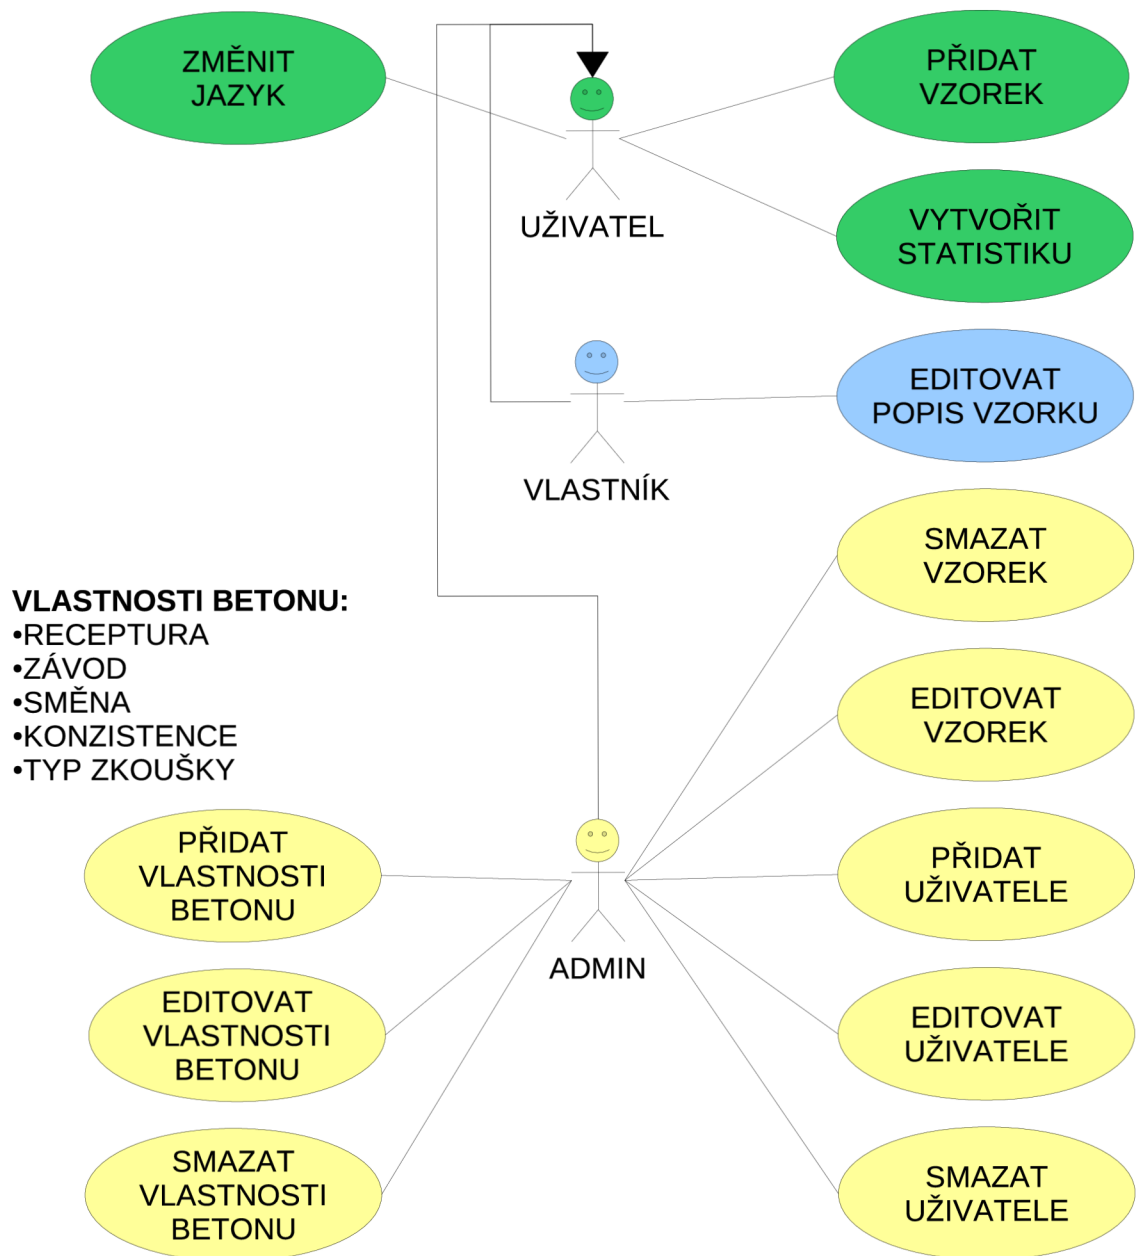 ZMĚNIT
JAZYK
PŘIDAT
VZOREK
UŽIVATEL
VYTVOŘIT
STATISTIKU
EDITOVAT
POPIS VZORKU
VLASTNÍK
SMAZAT
VZOREK
VLASTNOSTI BETONU:
•RECEPTURA
•ZÁVOD
•SMĚNA
•KONZISTENCE
•TYP ZKOUŠKY
EDITOVAT
VZOREK
PŘIDAT
VLASTNOSTI
BETONU
PŘIDAT
UŽIVATELE
ADMIN
EDITOVAT
VLASTNOSTI
BETONU
EDITOVAT
UŽIVATELE
SMAZAT
VLASTNOSTI
BETONU
SMAZAT
UŽIVATELE